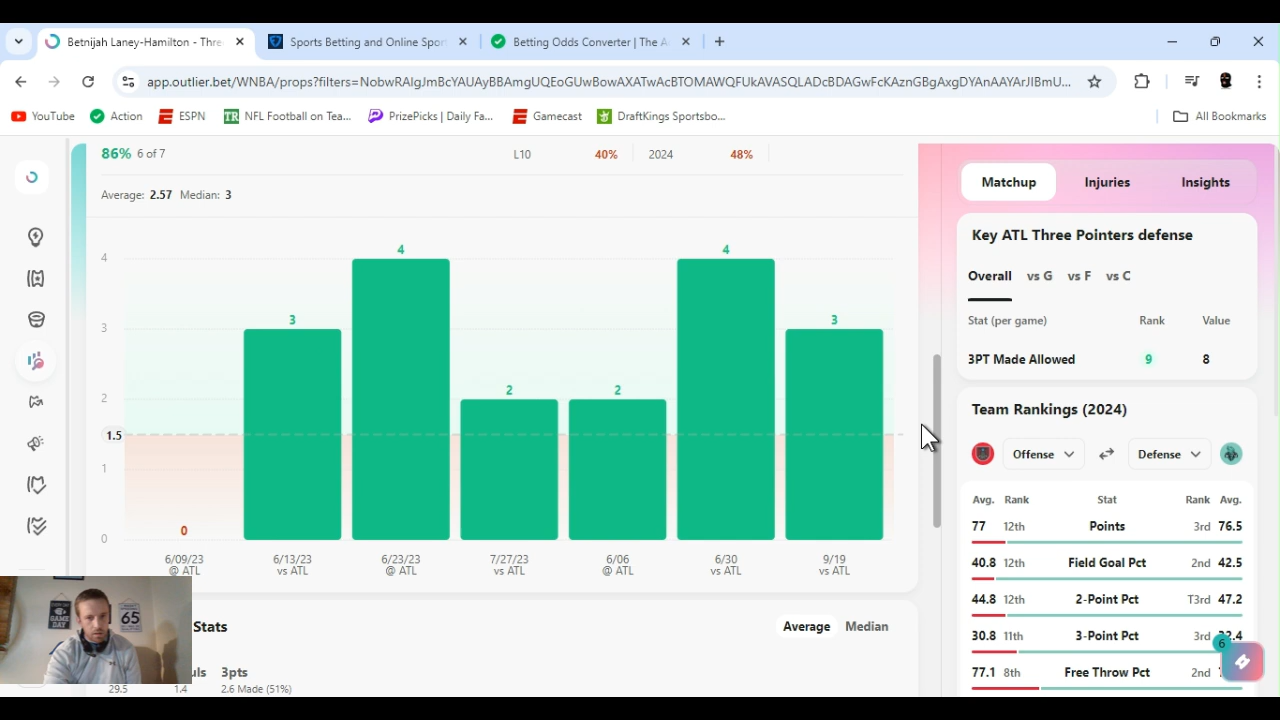 Betnijah Laney-Hamilton - Thre
Sports Betting and Online Spor
Betting Odds Converter | The A
app.outlier.bet/WNBA/props?filters=NobwRAlgJmBcYAUAyBBAmgUQEoGUwBowAXATwAcBTOMAWQFUkAVASQLADcBDAGwFcKAznGBgAxgDYAnAAYArJIBmU...
YouTube
Action
ESPN
NFL Football on Tea...
PrizePicks | Daily Fa...
Gamecast
DraftKings Sportsbo...
All Bookmarks
86% 6 of 7
L10 40% 2024 48%
Average: 2.57 Median: 3
4
3
2
1.5
1
0
0
3
4
2
2
4
3
6/09/23 @ ATL
6/13/23 vs ATL
6/23/23 @ ATL
7/27/23 vs ATL
6/06 @ ATL
6/30 vs ATL
9/19 vs ATL
Stats
Average Median
uls 3pts
29.5 1.4 2.6 Made (51%)
Matchup Injuries Insights
Key ATL Three Pointers defense
Overall vs G vs F vs C
Stat (per game) Rank Value
3PT Made Allowed 9 8
Team Rankings (2024)
Offense Defense
Avg. Rank Stat Rank Avg.
77 12th Points 3rd 76.5
40.8 12th Field Goal Pct 2nd 42.5
44.8 12th 2-Point Pct T3rd 47.2
30.8 11th 3-Point Pct 3rd
77.1 8th Free Throw Pct 2nd
6
GAME DAY
65